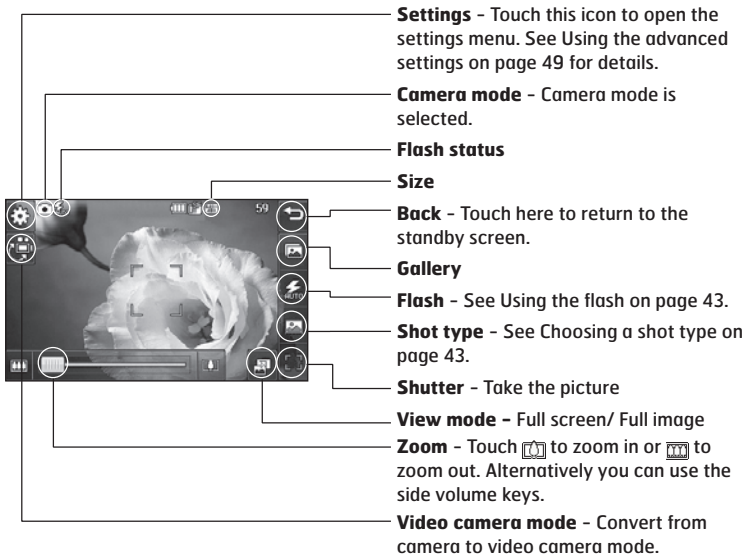 Settings – Touch this icon to open the
settings menu. See Using the advanced
settings on page 49 for details.
Camera mode – Camera mode is
selected.
Flash status
Size
Back – Touch here to return to the
standby screen.
Gallery
Flash – See Using the flash on page 43.
Shot type – See Choosing a shot type on
page 43.
Shutter – Take the picture
View mode – Full screen/ Full image
Zoom – Touch to zoom in or to
zoom out. Alternatively you can use the
side volume keys.
Video camera mode – Convert from
camera to video camera mode.
59
AUTO